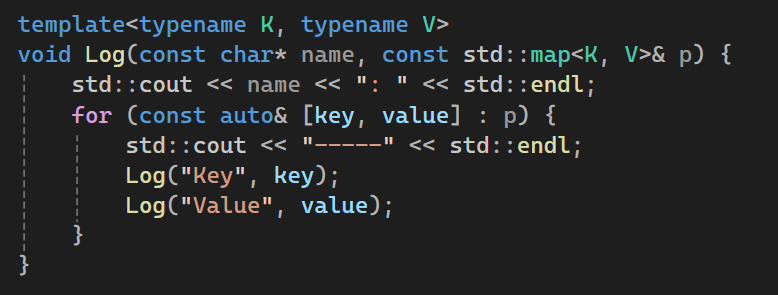 template<typename K, typename V>
void Log(const char* name, const std::map<K, V>& p) {
    std::cout << name << ": " << std::endl;
    for (const auto& [key, value] : p) {
        std::cout << "-----" << std::endl;
        Log("Key", key);
        Log("Value", value);
    }
}